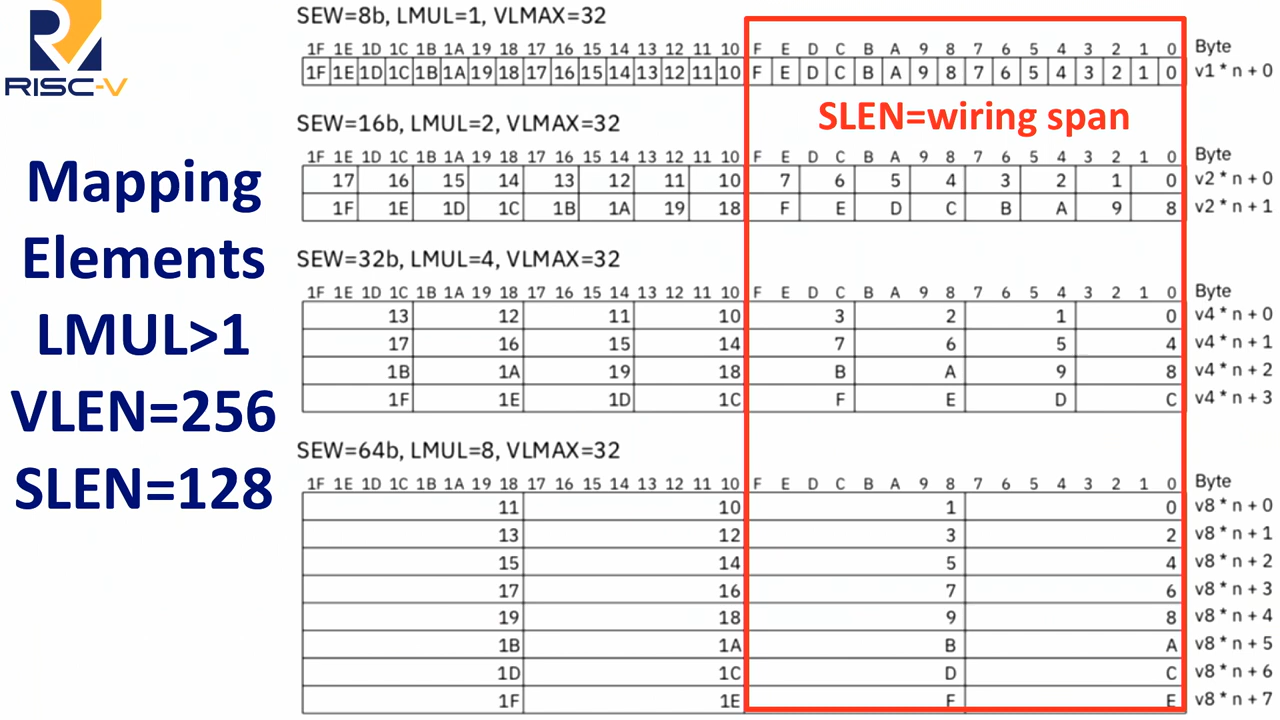 RISC-V
Mapping
Elements
LMUL>1
VLEN=256
SLEN=128
SEW=8b, LMUL=1, VLMAX=32
1F 1E 1D 1C 1B 1A 19 18 17 16 15 14 13 12 11 10 F E D C B A 9 8 7 6 5 4 3 2 1 0 Byte
1F 1E 1D 1C 1B 1A 19 18 17 16 15 14 13 12 11 10 F E D C B A 9 8 7 6 5 4 3 2 1 0 v1 * n + 0
SLEN=wiring span
SEW=16b, LMUL=2, VLMAX=32
1F 1E 1D 1C 1B 1A 19 18 17 16 15 14 13 12 11 10 F E D C B A 9 8 7 6 5 4 3 2 1 0 Byte
17 16 15 14 13 12 11 10 7 6 5 4 3 2 1 0 v2 * n + 0
1F 1E 1D 1C 1B 1A 19 18 F E D C B A 9 8 v2 * n + 1
SEW=32b, LMUL=4, VLMAX=32
1F 1E 1D 1C 1B 1A 19 18 17 16 15 14 13 12 11 10 F E D C B A 9 8 7 6 5 4 3 2 1 0 Byte
13 12 11 10 3 2 1 0 v4 * n + 0
17 16 15 14 7 6 5 4 v4 * n + 1
1B 1A 19 18 B A 9 8 v4 * n + 2
1F 1E 1D 1C F E D C v4 * n + 3
SEW=64b, LMUL=8, VLMAX=32
1F 1E 1D 1C 1B 1A 19 18 17 16 15 14 13 12 11 10 F E D C B A 9 8 7 6 5 4 3 2 1 0 Byte
11 10 1 0 v8 * n + 0
13 12 3 2 v8 * n + 1
15 14 5 4 v8 * n + 2
17 16 7 6 v8 * n + 3
19 18 9 8 v8 * n + 4
1B 1A B A v8 * n + 5
1D 1C D C v8 * n + 6
1F 1E F E v8 * n + 7